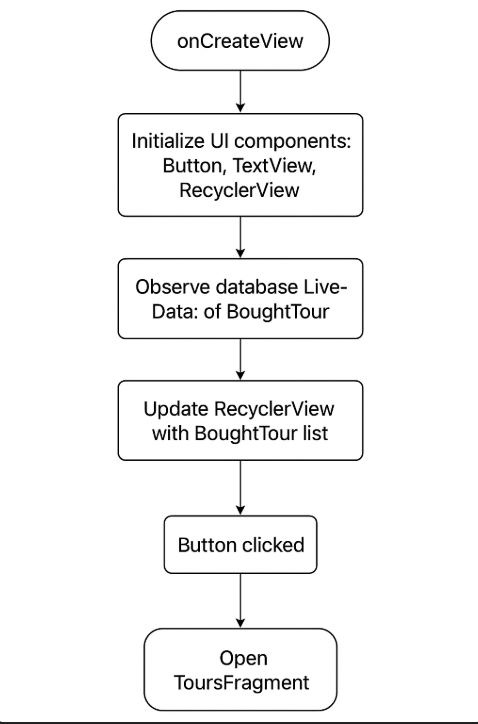 onCreateView
Initialize UI components:
Button, TextView,
RecyclerView
Observe database Live-
Data: of BoughtTour
Update RecyclerView
with BoughtTour list
Button clicked
Open
ToursFragment